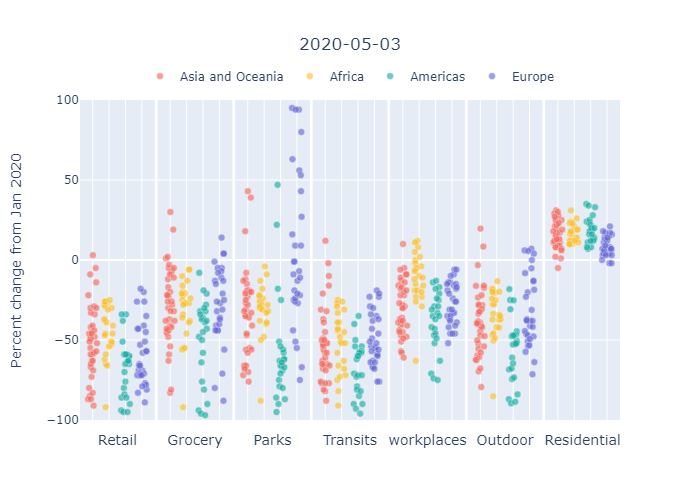 2020-05-03
Asia and Oceania Africa Americas Europe
Percent change from Jan 2020
100
50
0
−50
−100
Retail Grocery Parks Transits workplaces Outdoor Residential